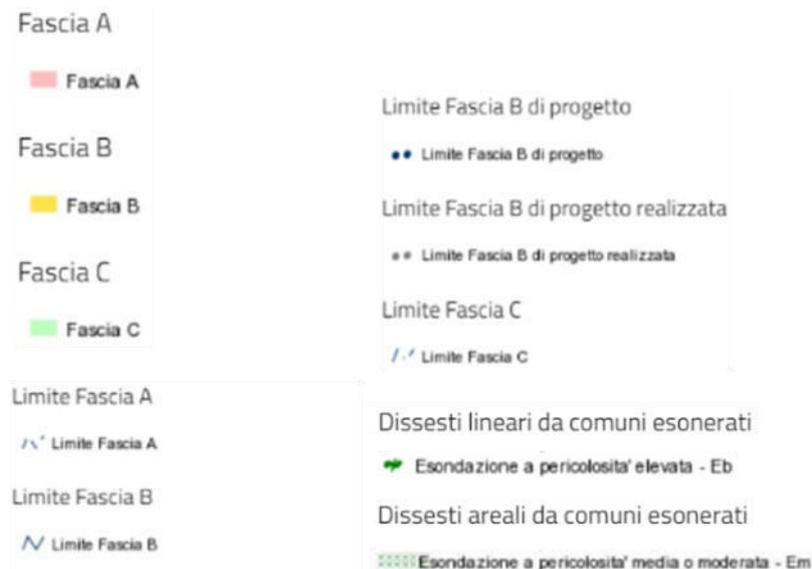 Fascia A
Fascia A
Fascia B
Fascia B
Fascia C
Fascia C
Limite Fascia A
Limite Fascia A
Limite Fascia B
Limite Fascia B
Limite Fascia B di progetto
Limite Fascia B di progetto
Limite Fascia B di progetto realizzata
Limite Fascia B di progetto realizzata
Limite Fascia C
Limite Fascia C
Dissesti lineari da comuni esonerati
Esondazione a pericolosita' elevata - Eb
Dissesti areali da comuni esonerati
Esondazione a pericolosita' media o moderata - Em